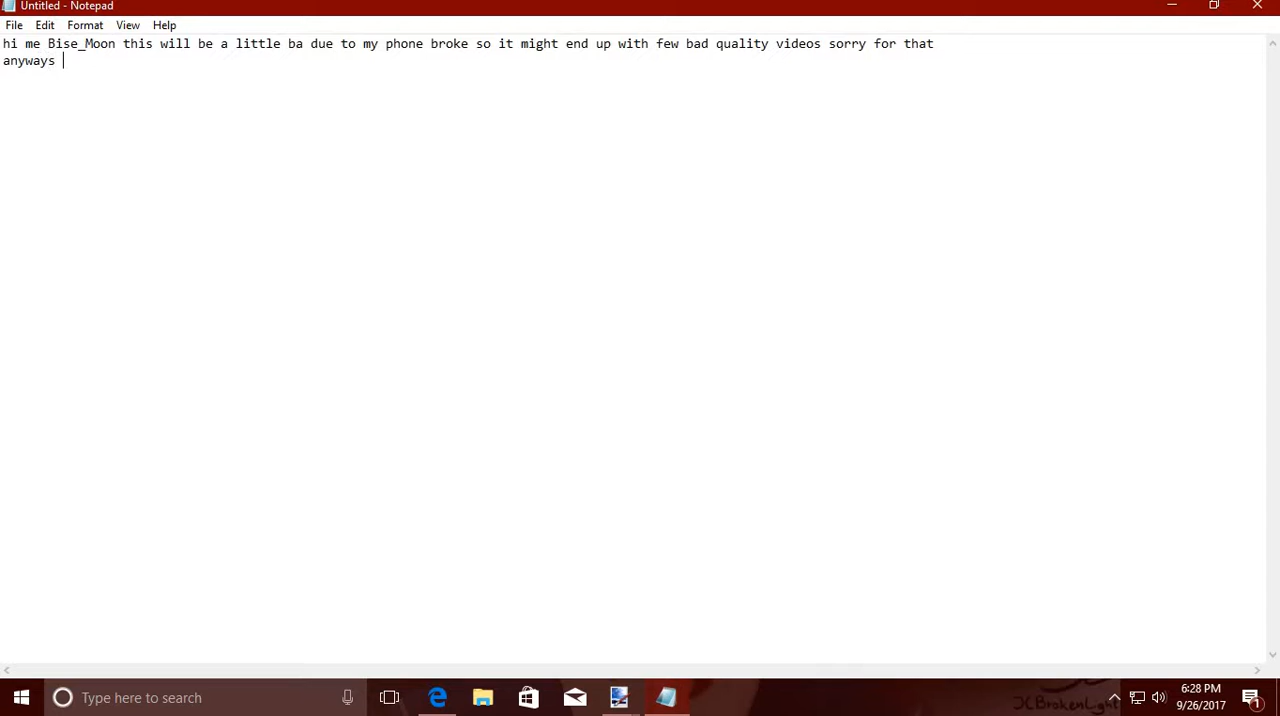 Untitled - Notepad
File Edit Format View Help
hi me Bise_Moon this will be a little ba due to my phone broke so it might end up with few bad quality videos sorry for that
anyways
Type here to search
6:28 PM
9/26/2017
1
JCBrokenLight